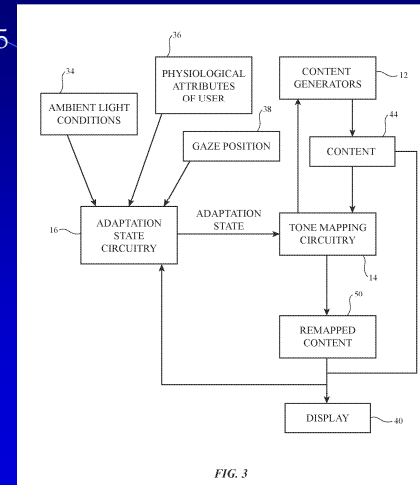 5
36
PHYSIOLOGICAL
ATTRIBUTES
OF USER
CONTENT
GENERATORS
12
34
AMBIENT LIGHT
CONDITIONS
38
GAZE POSITION
44
CONTENT
16
ADAPTATION
STATE
CIRCUITRY
ADAPTATION
STATE
TONE MAPPING
CIRCUITRY
14
50
REMAPPED
CONTENT
DISPLAY
40
FIG. 3